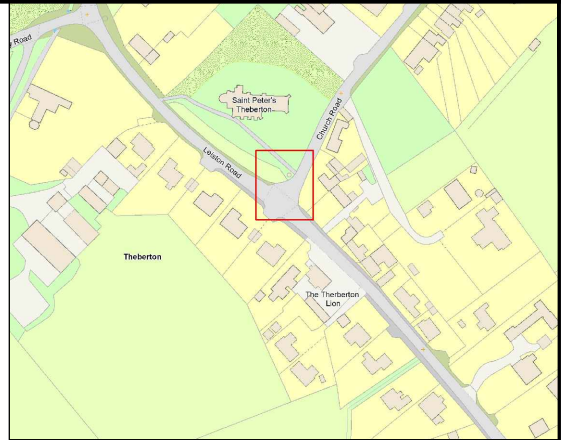 Road
Saint Peter's
Theberton
Church Road
Leiston Road
Theberton
The Therberton
Lion